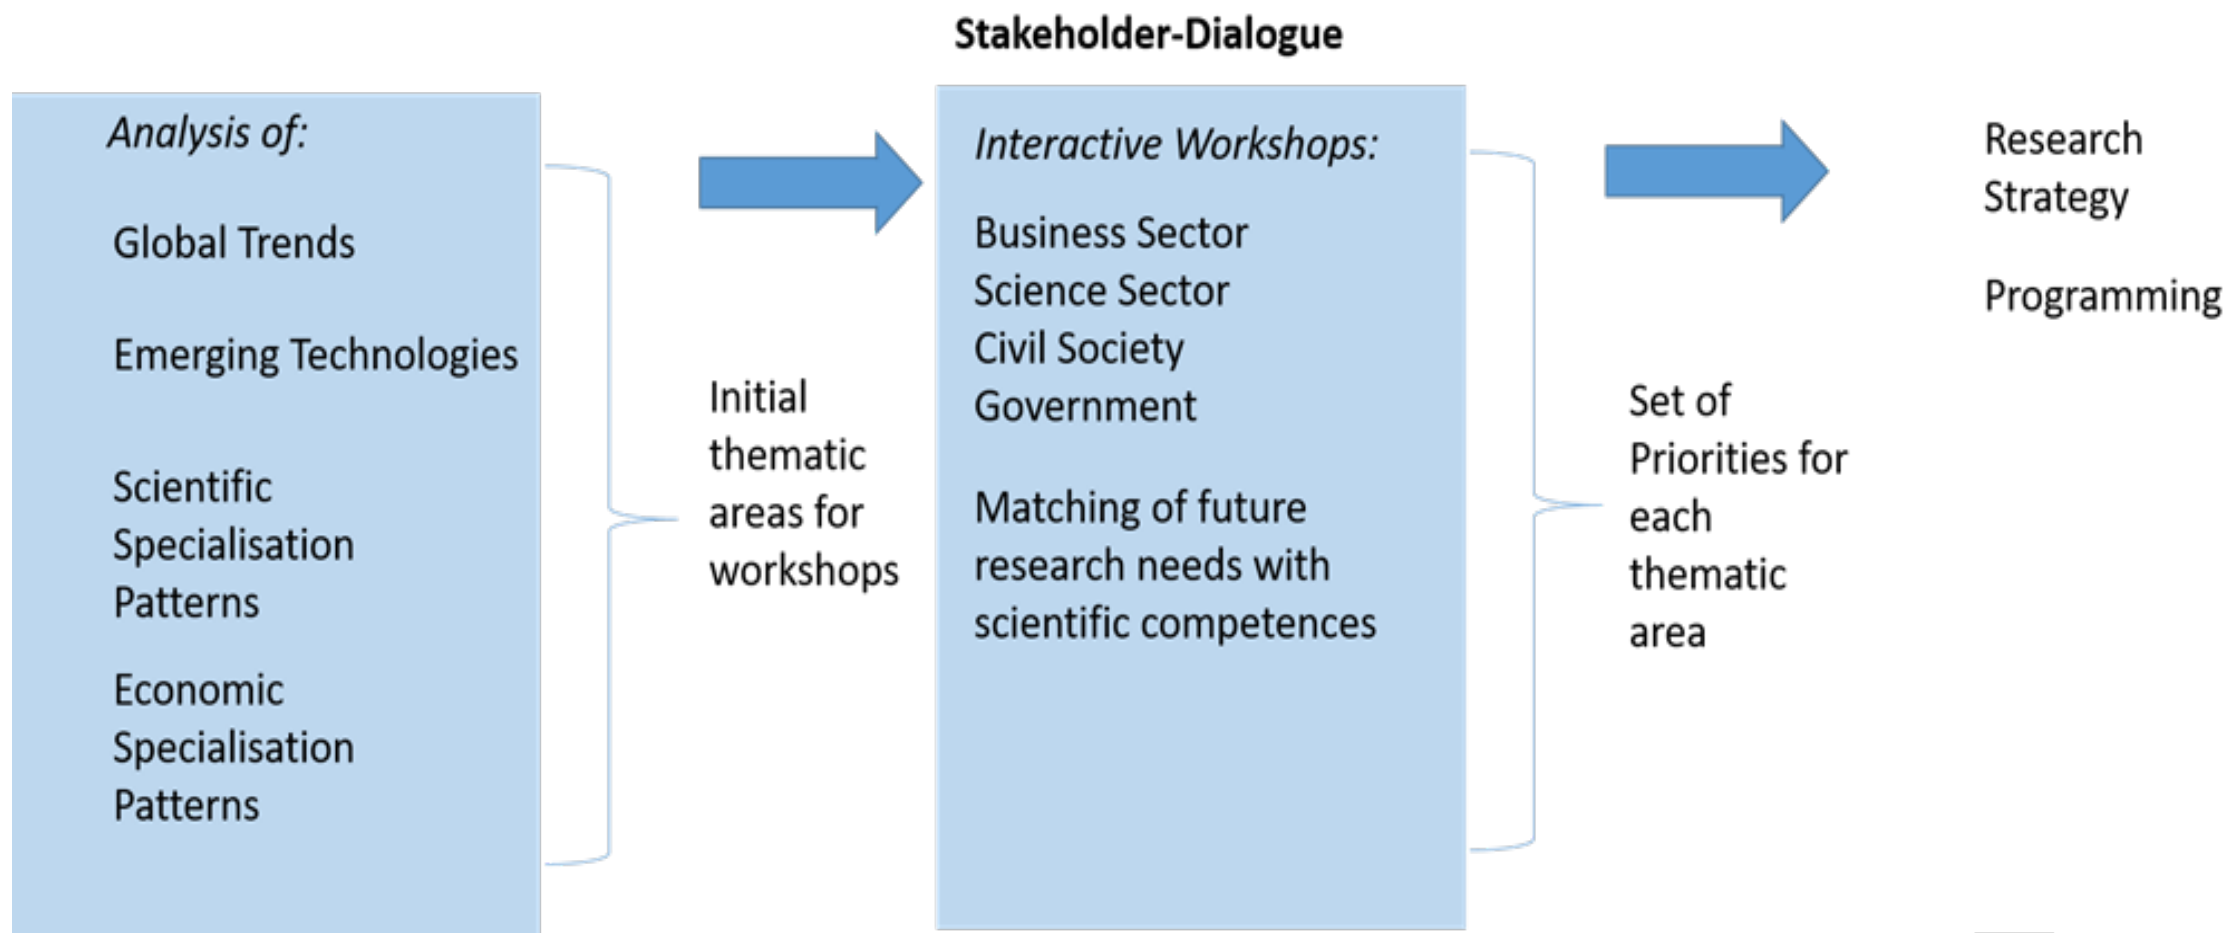 Stakeholder-Dialogue
Analysis of:
Global Trends
Emerging Technologies
Scientific
Specialisation
Patterns
Economic
Specialisation
Patterns
Initial
thematic
areas for
workshops
Interactive Workshops:
Business Sector
Science Sector
Civil Society
Government
Matching of future
research needs with
scientific competences
Set of
Priorities for
each
thematic
area
Research
Strategy
Programming